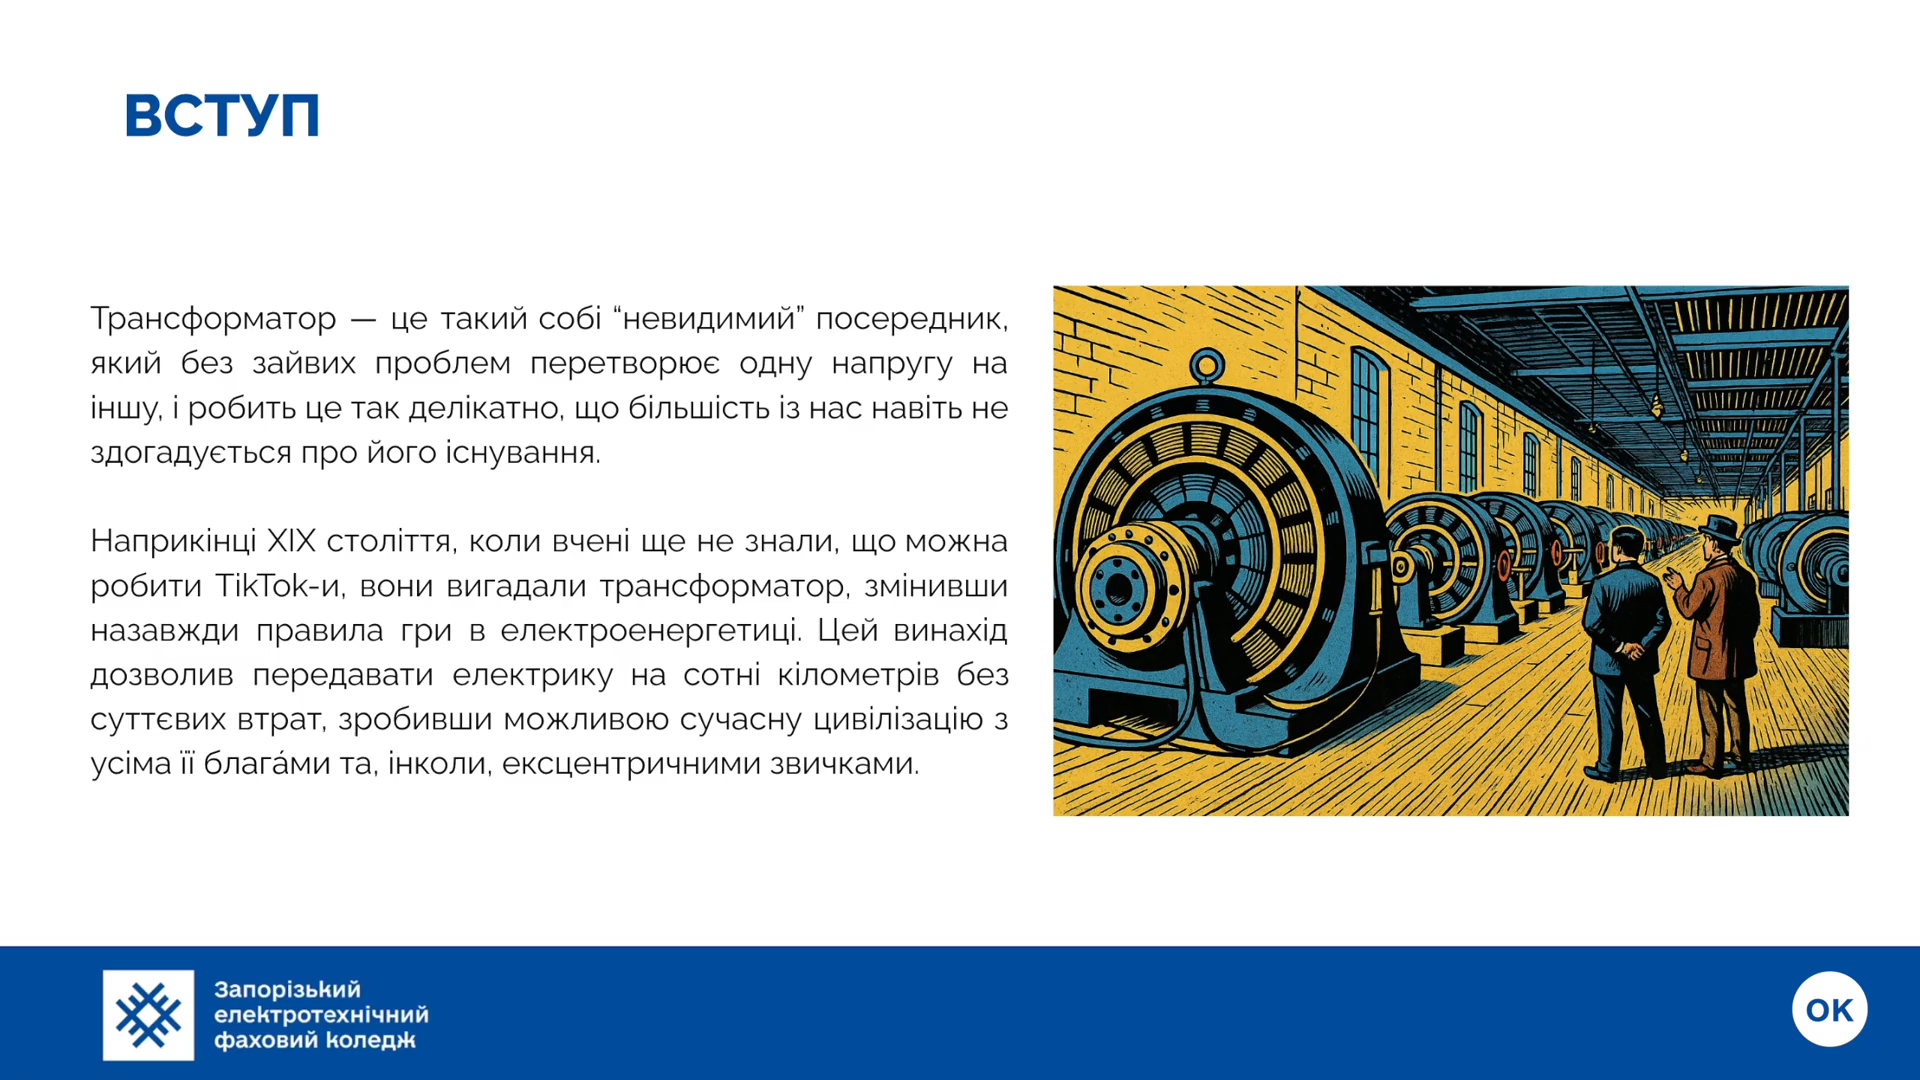 ВСТУП
Трансформатор — це такий собі “невидимий” посередник,
який без зайвих проблем перетворює одну напругу на
іншу, і робить це так делікатно, що більшість із нас навіть не
здогадується про його існування.
Наприкінці XIX століття, коли вчені ще не знали, що можна
робити TikTok-и, вони вигадали трансформатор, змінивши
назавжди правила гри в електроенергетиці. Цей винахід
дозволив передавати електрику на сотні кілометрів без
суттєвих втрат, зробивши можливою сучасну цивілізацію з
усіма її блага́ми та, інколи, ексцентричними звичками.
Запорізький
електротехнічний
фаховий коледж
OK